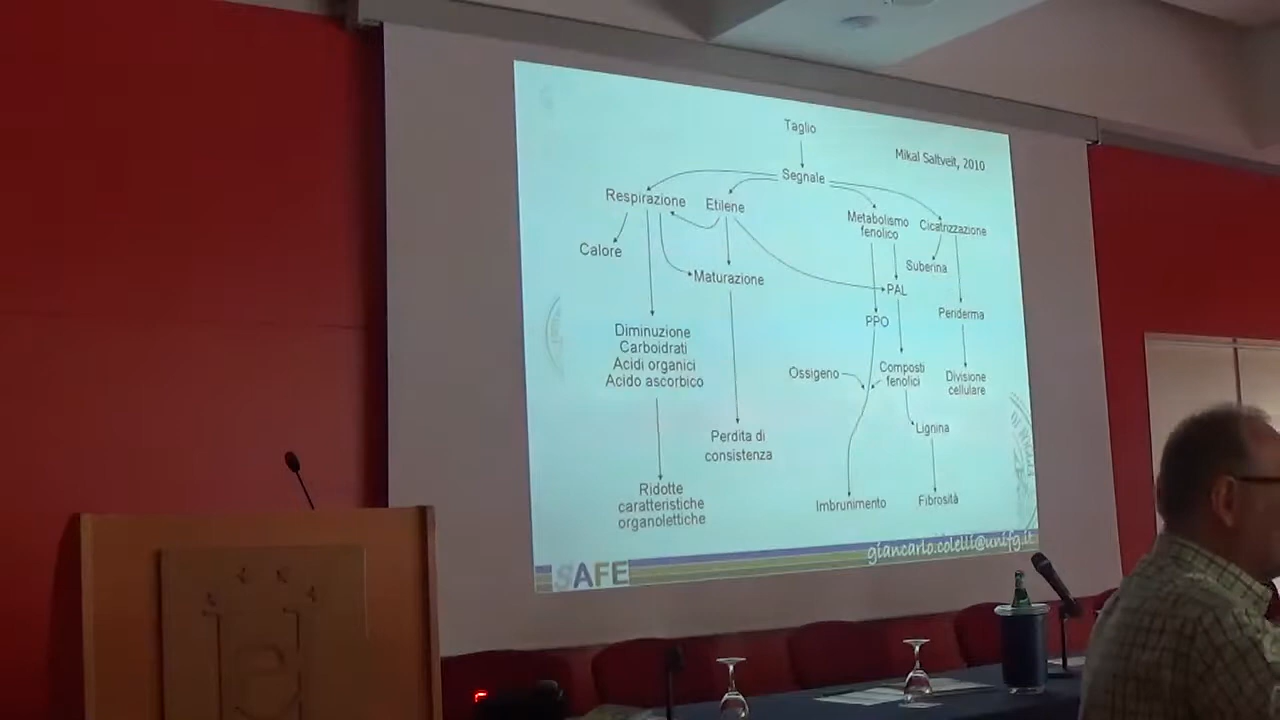 Taglio
Mikal Saltveit, 2010
Segnale
Respirazione
Etilene
Metabolismo
fenolico
Cicatrizzazione
Calore
Suberina
Maturazione
PAL
Periderma
PPO
Diminuzione
Carboidrati
Acidi organici
Acido ascorbico
Ossigeno
Composti
fenolici
Divisione
cellulare
Lignina
Perdita di
consistenza
Ridotte
caratteristiche
organolettiche
Imbrunimento
Fibrosità
giancarlo.colelli@unifg.it
SAFE